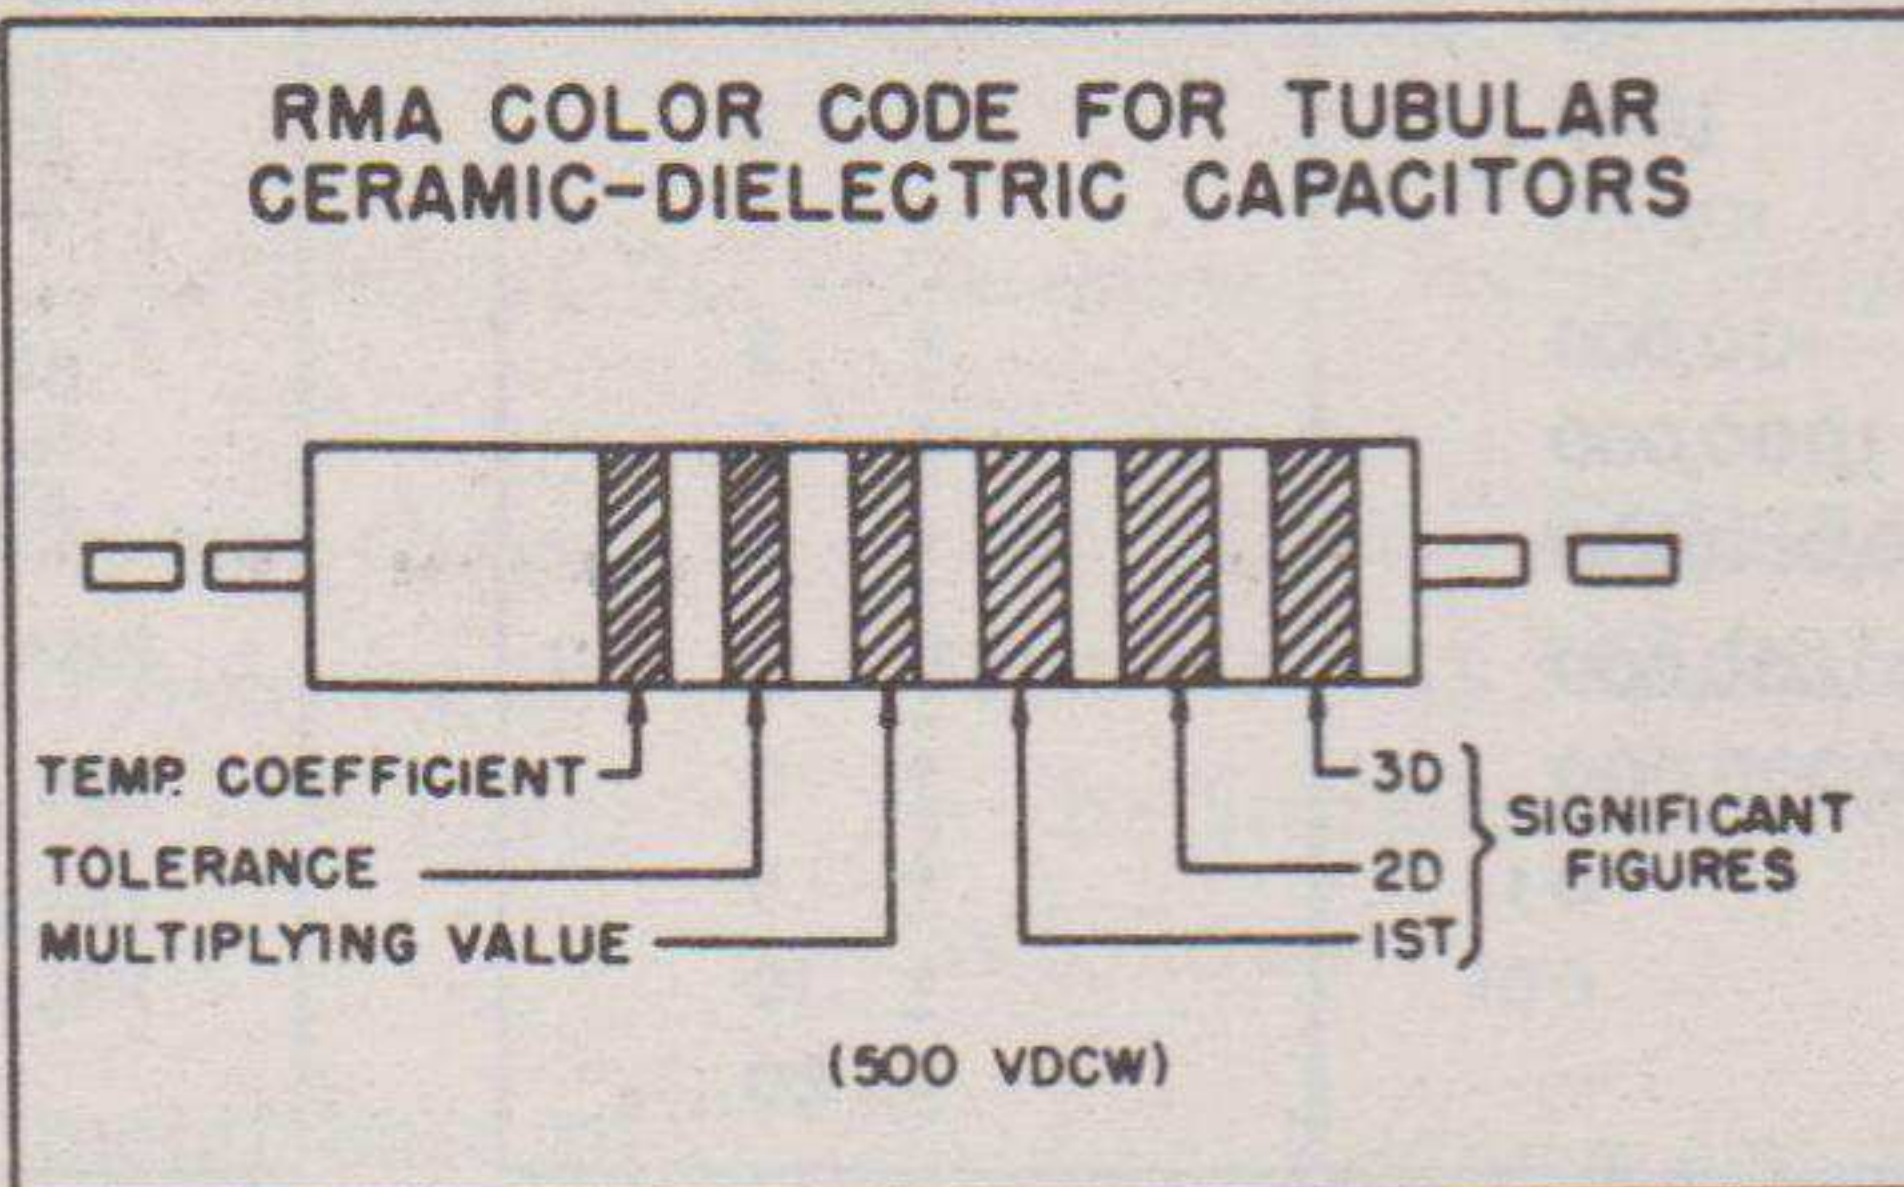 RMA COLOR CODE FOR TUBULAR
CERAMIC-DIELECTRIC CAPACITORS
TEMP. COEFFICIENT
TOLERANCE
MULTIPLYING VALUE
3D
2D
1ST
SIGNIFICANT
FIGURES
(500 VDCW)